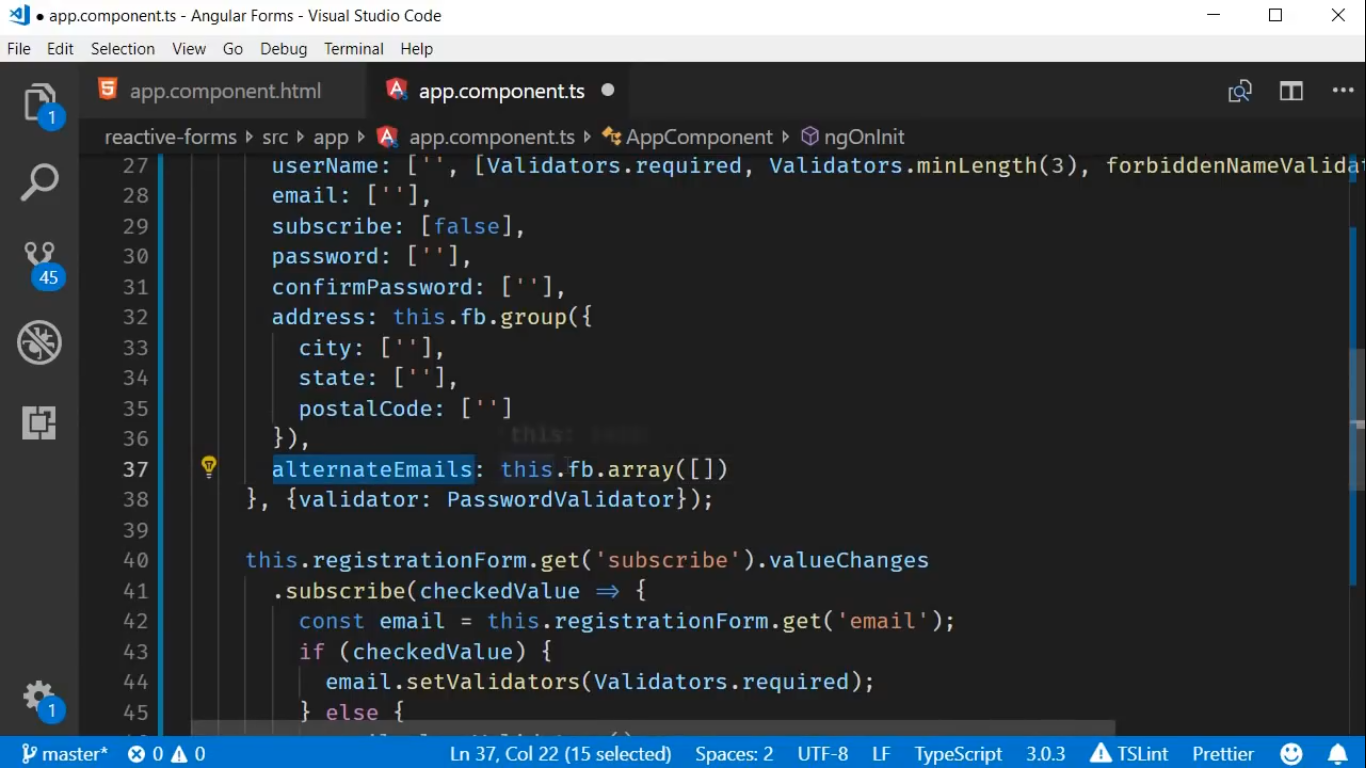 ● app.component.ts - Angular Forms - Visual Studio Code
File Edit Selection View Go Debug Terminal Help
1
app.component.html
app.component.ts ●
reactive-forms › src › app › app.component.ts › AppComponent › ngOnInit
27 userName: ['', [Validators.required, Validators.minLength(3), forbiddenNameValida
28 email: [''],
29 subscribe: [false],
30 password: [''],
45
31 confirmPassword: [''],
32 address: this.fb.group({
33 city: [''],
34 state: [''],
35 postalCode: ['']
36 }),
this:
37 alternateEmails: this.fb.array([])
38 }, {validator: PasswordValidator});
39
40 this.registrationForm.get('subscribe').valueChanges
41 .subscribe(checkedValue => {
42 const email = this.registrationForm.get('email');
43 if (checkedValue) {
44 email.setValidators(Validators.required);
45 } else {
1
master* 0 0 Ln 37, Col 22 (15 selected) Spaces: 2 UTF-8 LF TypeScript 3.0.3 TSLint Prettier